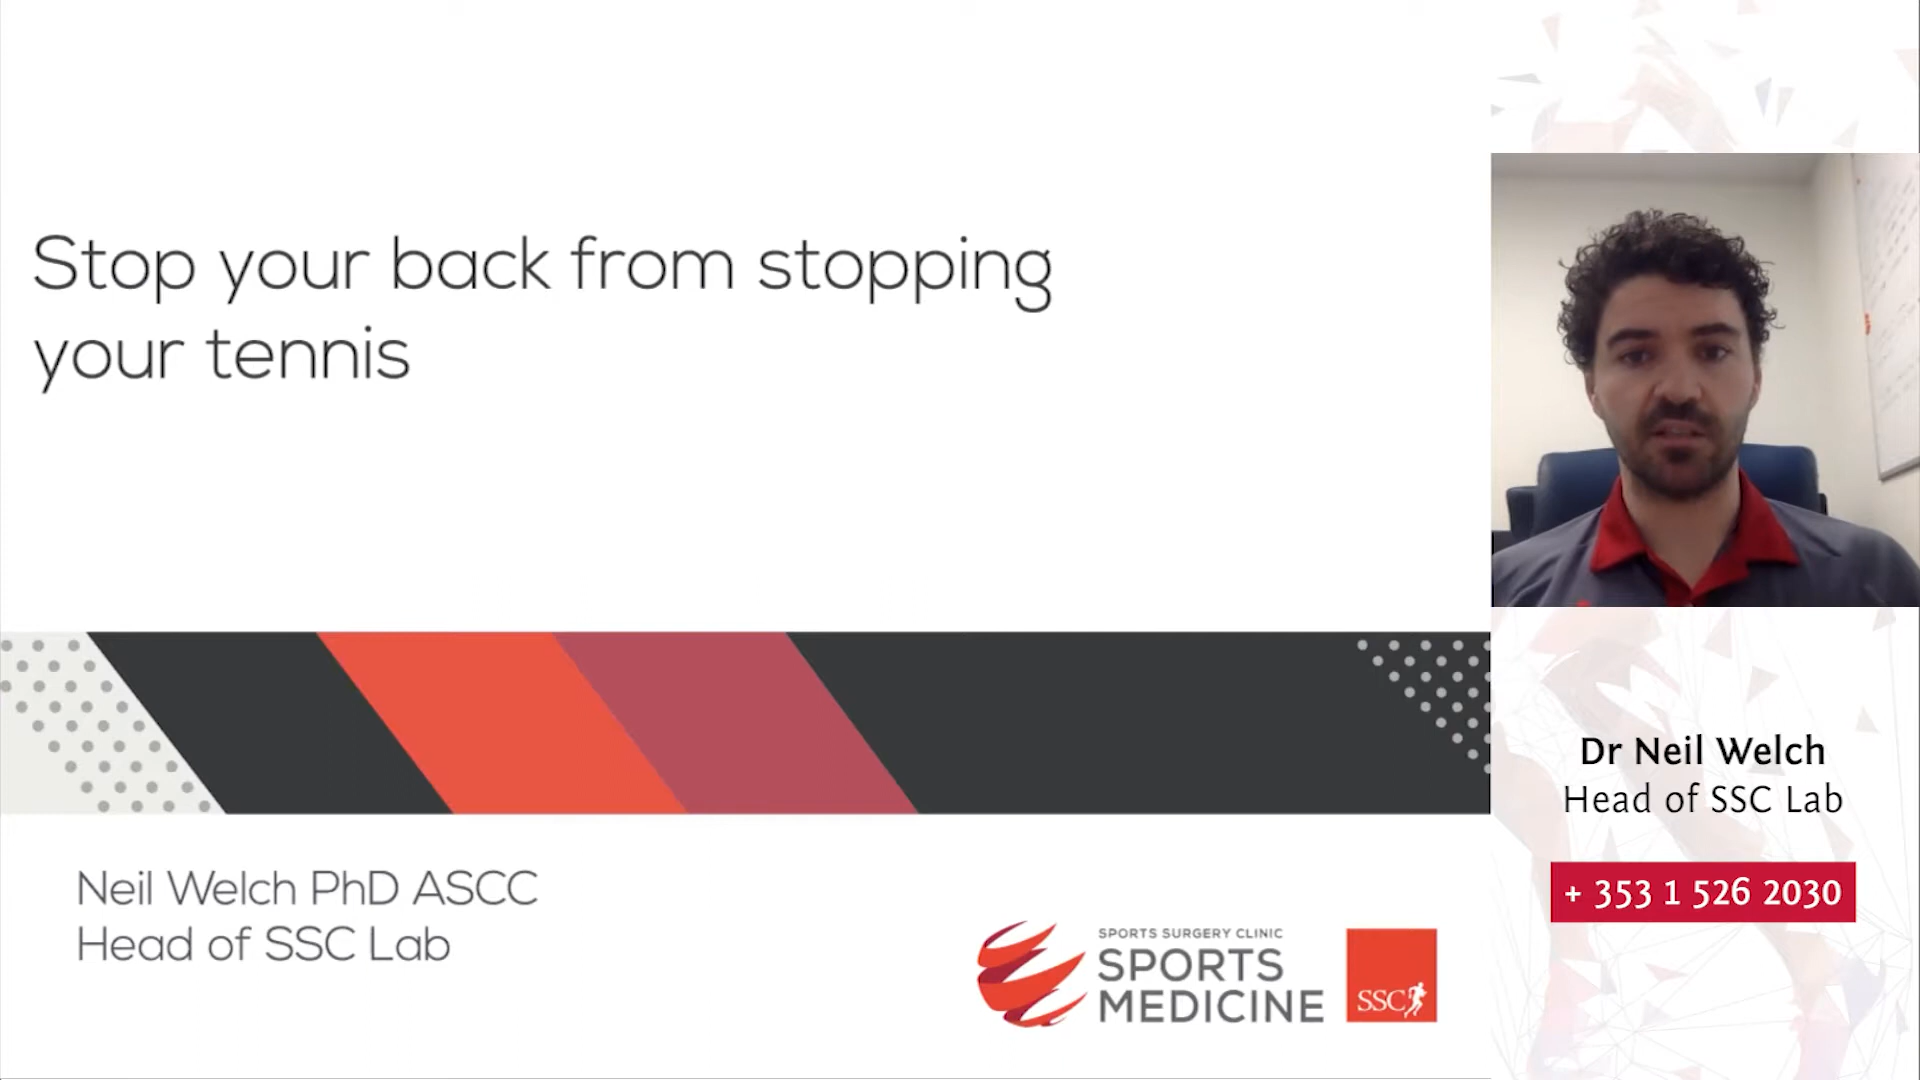 Stop your back from stopping
your tennis
Neil Welch PhD ASCC
Head of SSC Lab
SPORTS SURGERY CLINIC
SPORTS
MEDICINE
SSC
Dr Neil Welch
Head of SSC Lab
+ 353 1 526 2030